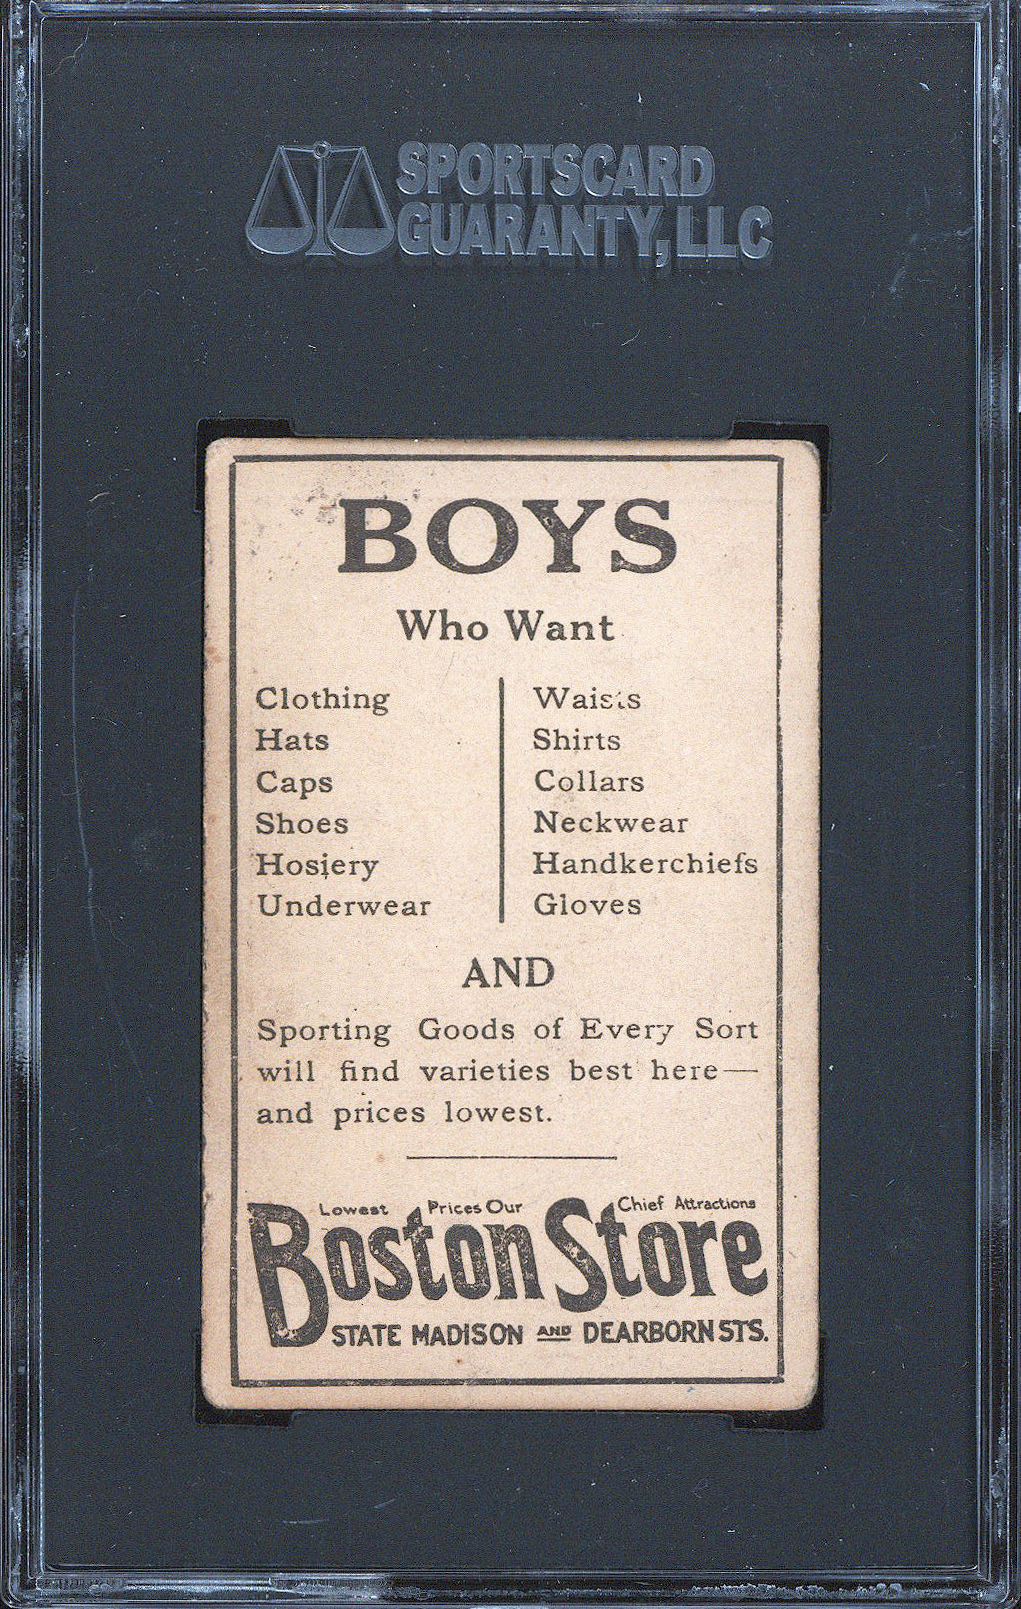 SPORTSCARD
GUARANTY, LLC
BOYS
Who Want
Clothing
Hats
Caps
Shoes
Hosiery
Underwear
Waists
Shirts
Collars
Neckwear
Handkerchiefs
Gloves
AND
Sporting Goods of Every Sort
will find varieties best here—
and prices lowest.
Lowest Prices Our Chief Attractions
Boston Store
STATE MADISON AND DEARBORN STS.